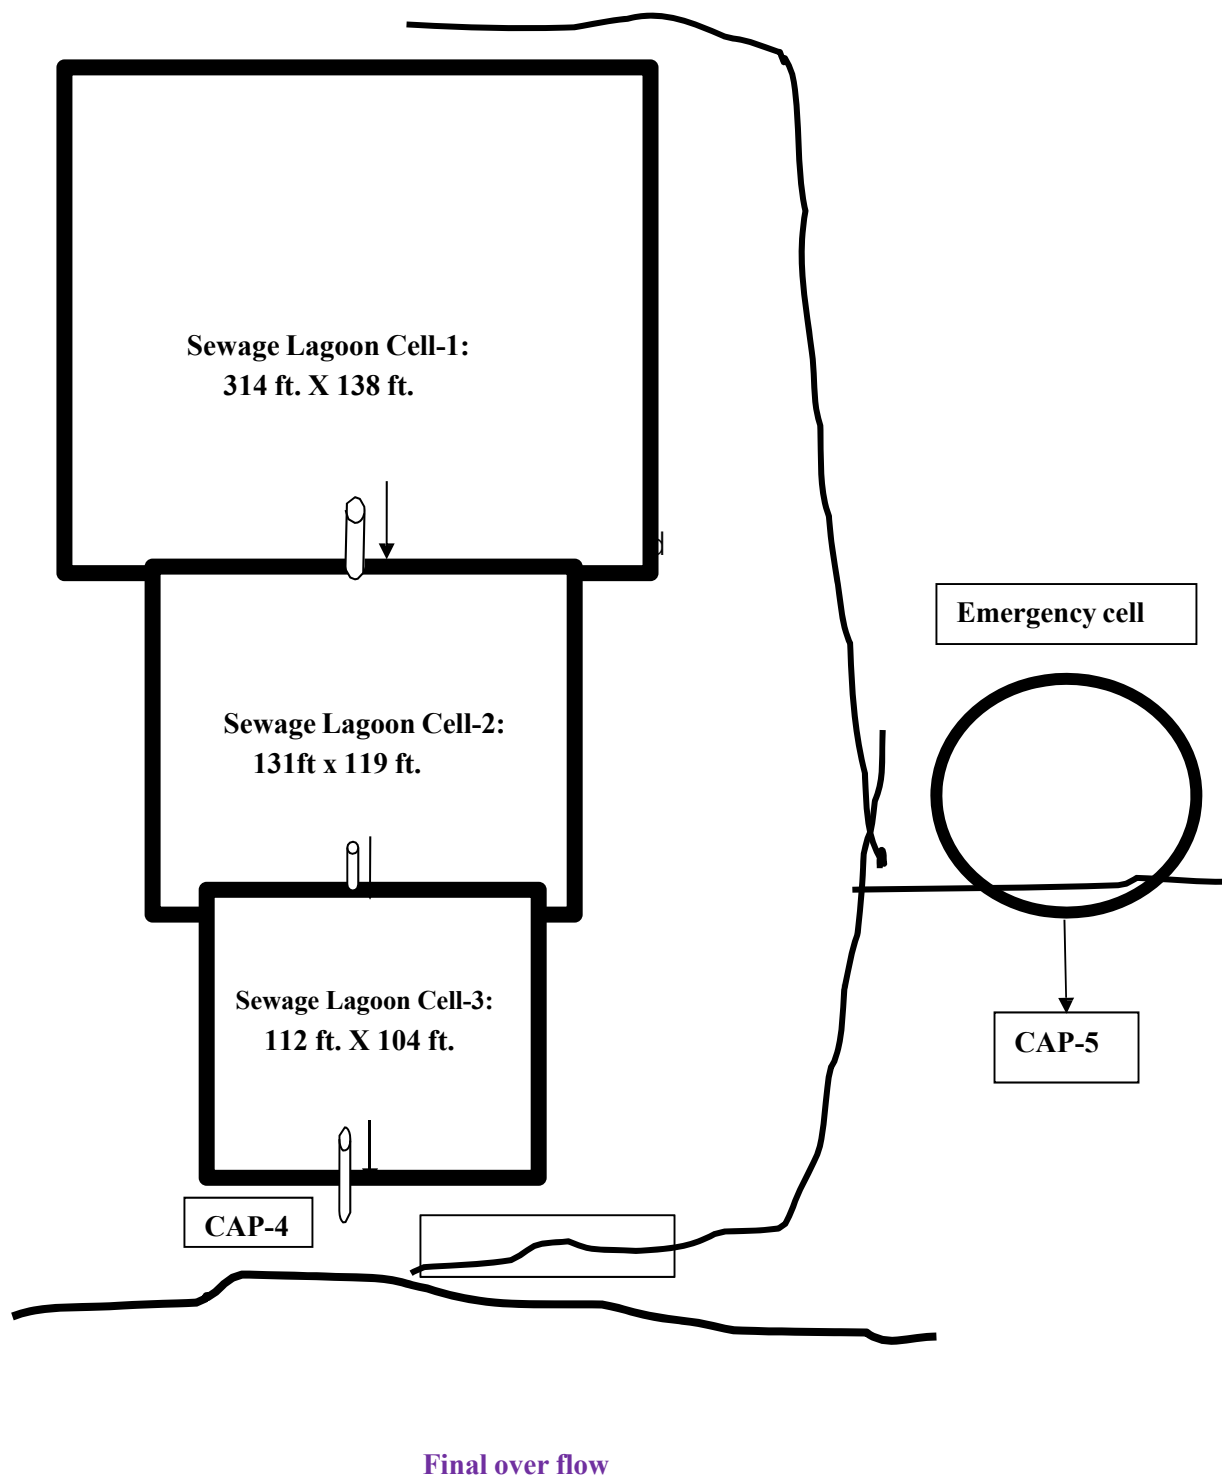 Sewage Lagoon Cell-1:
314 ft. X 138 ft.
d
Emergency cell
Sewage Lagoon Cell-2:
131ft x 119 ft.
Sewage Lagoon Cell-3:
112 ft. X 104 ft.
CAP-5
CAP-4
Final over flow